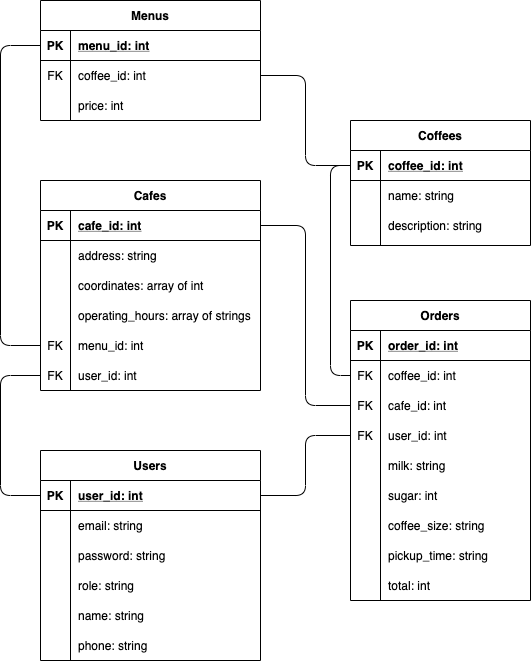 Menus
PK menu_id: int
FK coffee_id: int
price: int
Coffees
PK coffee_id: int
name: string
description: string
Cafes
PK cafe_id: int
address: string
coordinates: array of int
operating_hours: array of strings
FK menu_id: int
FK user_id: int
Orders
PK order_id: int
FK coffee_id: int
FK cafe_id: int
FK user_id: int
milk: string
sugar: int
coffee_size: string
pickup_time: string
total: int
Users
PK user_id: int
email: string
password: string
role: string
name: string
phone: string